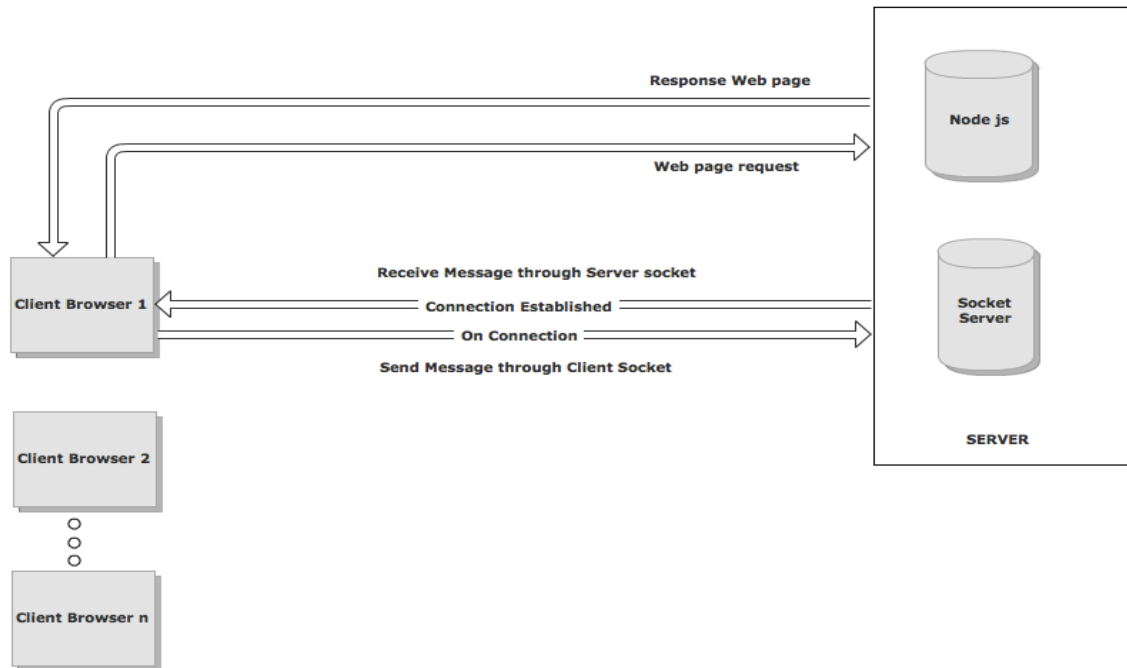 Response Web page
Node js
Web page request
Receive Message through Server socket
Client Browser 1
Connection Established
Socket
Server
On Connection
Send Message through Client Socket
SERVER
Client Browser 2
Client Browser n